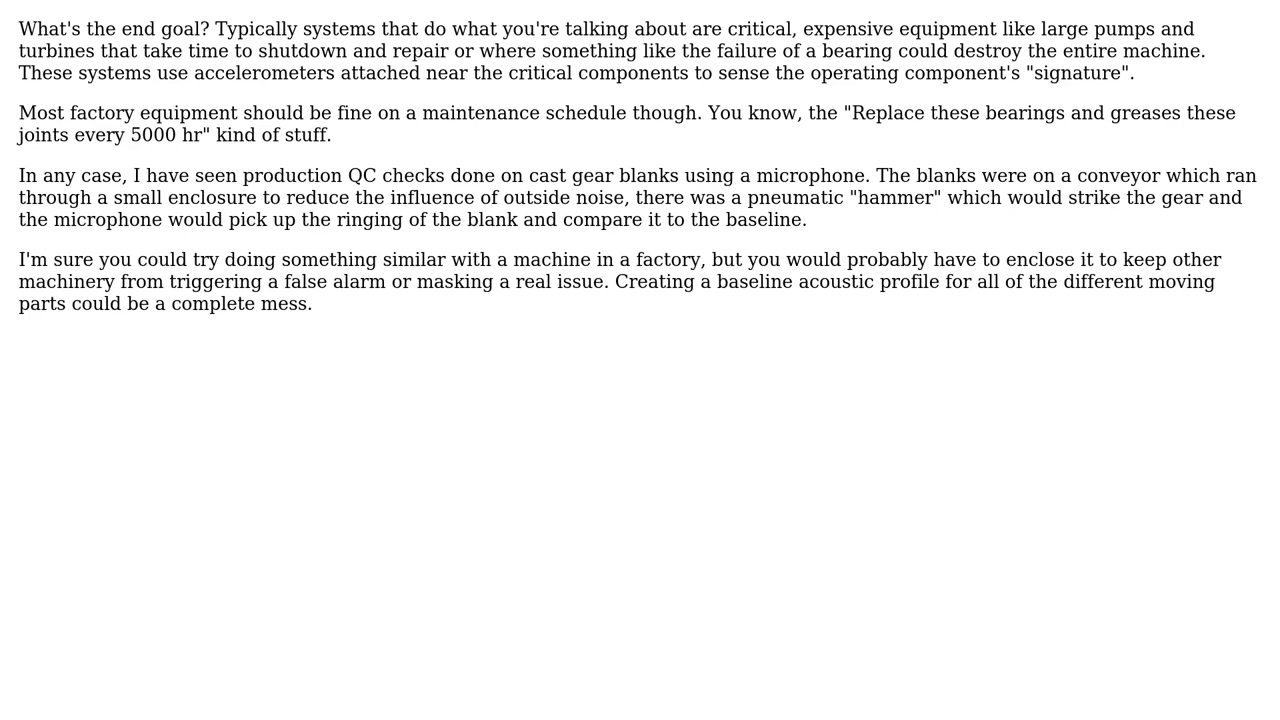 What's the end goal? Typically systems that do what you're talking about are critical, expensive equipment like large pumps and
turbines that take time to shutdown and repair or where something like the failure of a bearing could destroy the entire machine.
These systems use accelerometers attached near the critical components to sense the operating component's "signature".
Most factory equipment should be fine on a maintenance schedule though. You know, the "Replace these bearings and greases these
joints every 5000 hr" kind of stuff.
In any case, I have seen production QC checks done on cast gear blanks using a microphone. The blanks were on a conveyor which ran
through a small enclosure to reduce the influence of outside noise, there was a pneumatic "hammer" which would strike the gear and
the microphone would pick up the ringing of the blank and compare it to the baseline.
I'm sure you could try doing something similar with a machine in a factory, but you would probably have to enclose it to keep other
machinery from triggering a false alarm or masking a real issue. Creating a baseline acoustic profile for all of the different moving
parts could be a complete mess.